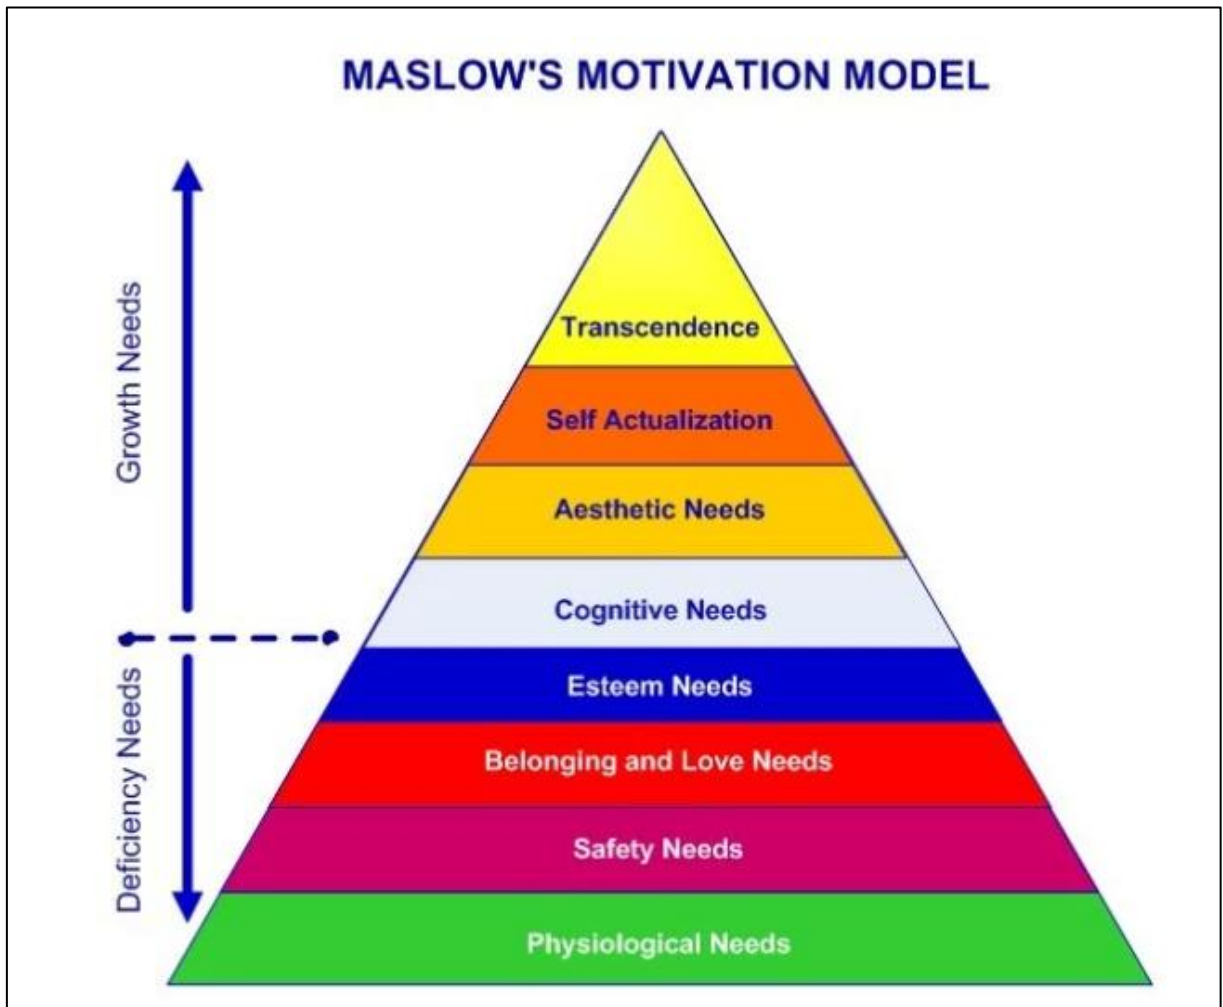 MASLOW'S MOTIVATION MODEL
Growth Needs
Deficiency Needs
Transcendence
Self Actualization
Aesthetic Needs
Cognitive Needs
Esteem Needs
Belonging and Love Needs
Safety Needs
Physiological Needs